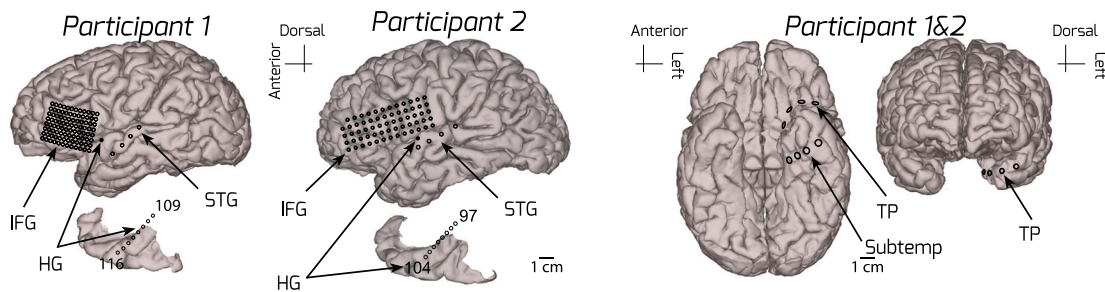 Participant 1
Participant 2
Participant 1&2
Dorsal
Anterior
Anterior
Left
Dorsal
Left
IFG
STG
109
HG
116
IFG
STG
97
104
HG
1 cm
TP
Subtemp
1 cm
TP